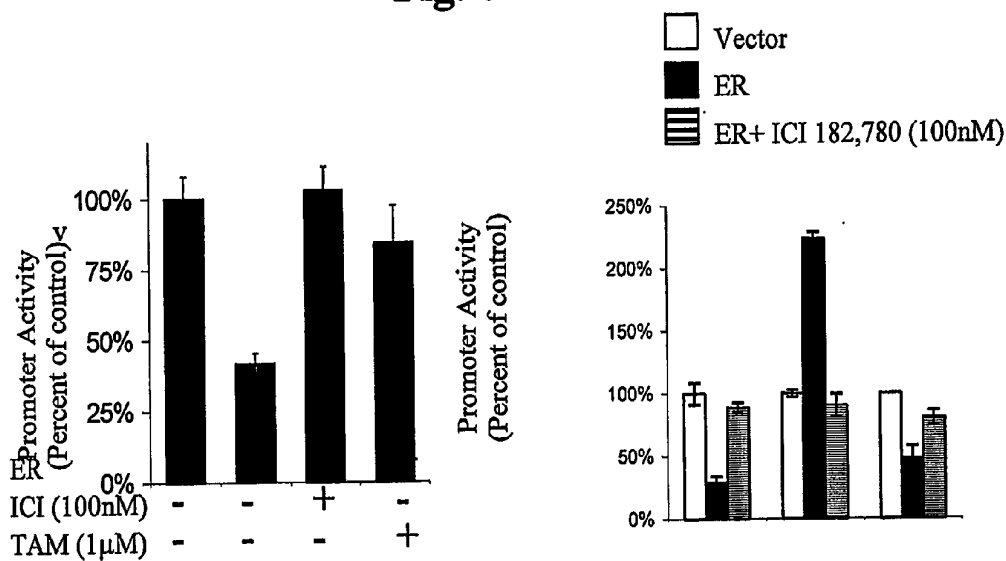 Vector
ER
ER+ ICI 182,780 (100nM)
Promoter Activity
(Percent of control)
100%
75%
50%
25%
0%
ER
ICI (100nM) - - + -
TAM (1µM) - - - +
Promoter Activity
(Percent of control)
250%
200%
150%
100%
50%
0%